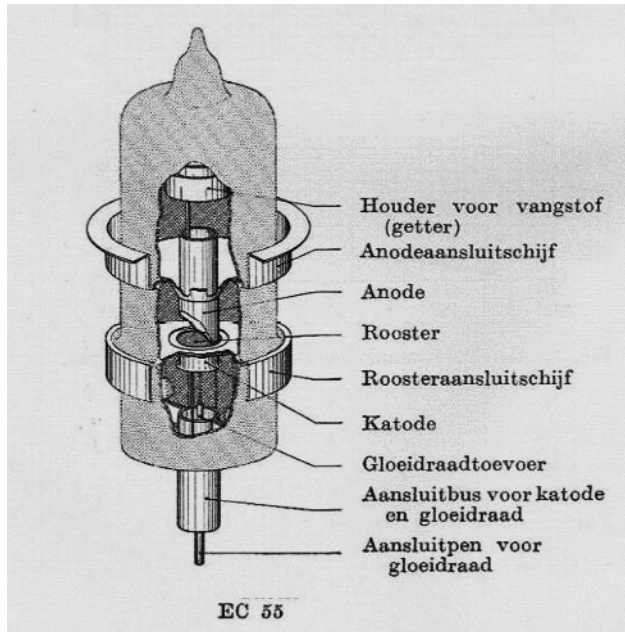 Houder voor vangstof
(getter)
Anodeaansluitschijf
Anode
Rooster
Roosteraansluitschijf
Katode
Gloeidraadtoevoer
Aansluitbus voor katode
en gloeidraad
Aansluitpen voor
gloeidraad
EC 55